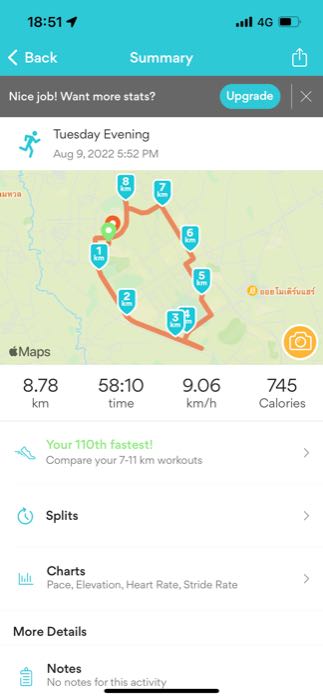 18:51 4G
Back Summary
Nice job! Want more stats? Upgrade
Tuesday Evening
Aug 9, 2022 5:52 PM
8 km
7 km
6 km
1 km
5 km
2 km
3 km
4
ออยโมเดิร์นแฮร์
Maps
8.78 58:10 9.06 745
km time km/h Calories
Your 110th fastest!
Compare your 7-11 km workouts
Splits
Charts
Pace, Elevation, Heart Rate, Stride Rate
More Details
Notes
No notes for this activity